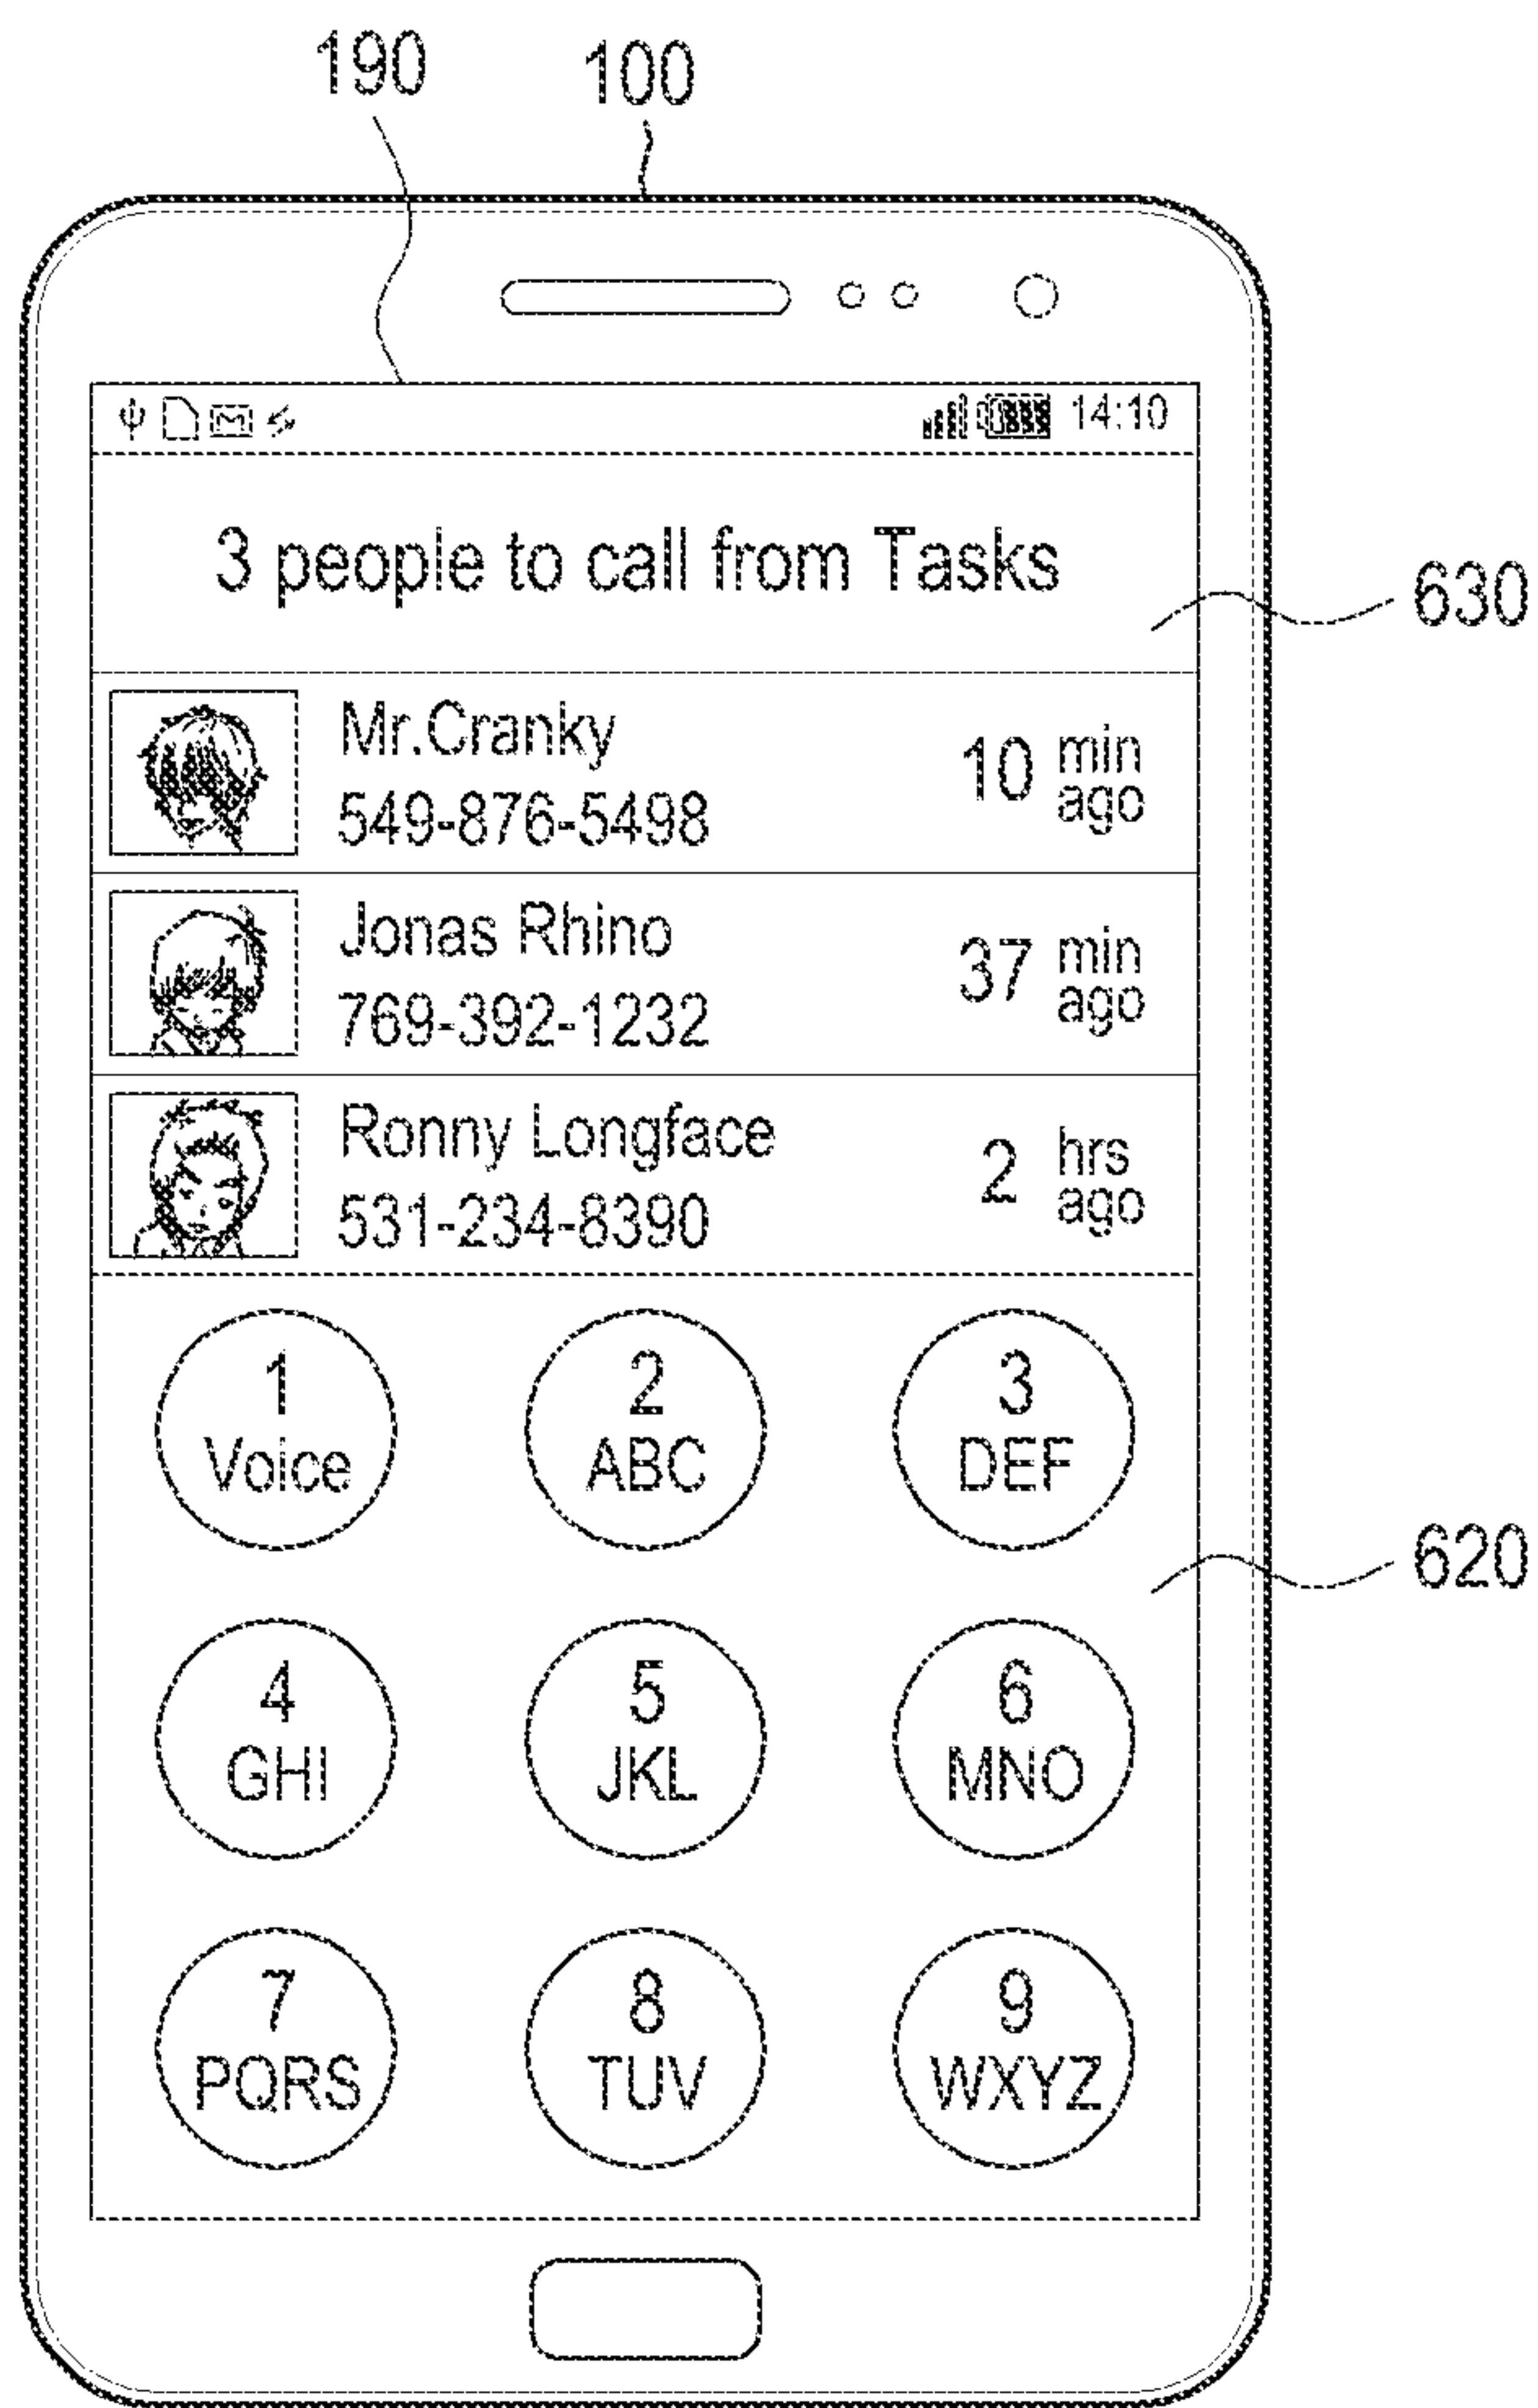 190 100
14:10
3 people to call from Tasks
630
Mr.Cranky
549-876-5498
10 min ago
Jonas Rhino
769-392-1232
37 min ago
Ronny Longface
531-234-8390
2 hrs ago
1 2 3
Voice ABC DEF
620
4 5 6
GHI JKL MNO
7 8 9
PQRS TUV WXYZ